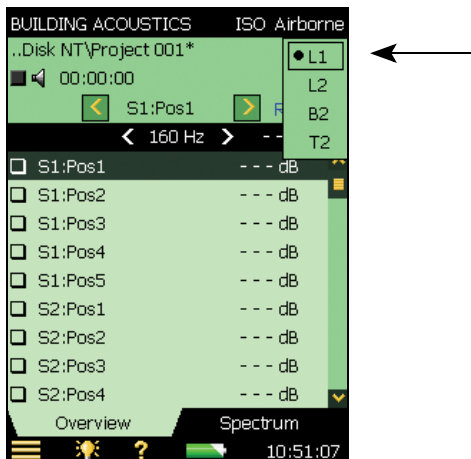 BUILDING ACOUSTICS ISO Airborne
..Disk NT\Project 001*
L1
00:00:00
L2
< S1:Pos1 > R
B2
< 160 Hz > --
T2
S1:Pos1 --- dB
S1:Pos2 --- dB
S1:Pos3 --- dB
S1:Pos4 --- dB
S1:Pos5 --- dB
S2:Pos1 --- dB
S2:Pos2 --- dB
S2:Pos3 --- dB
S2:Pos4 --- dB
Overview Spectrum
? 10:51:07